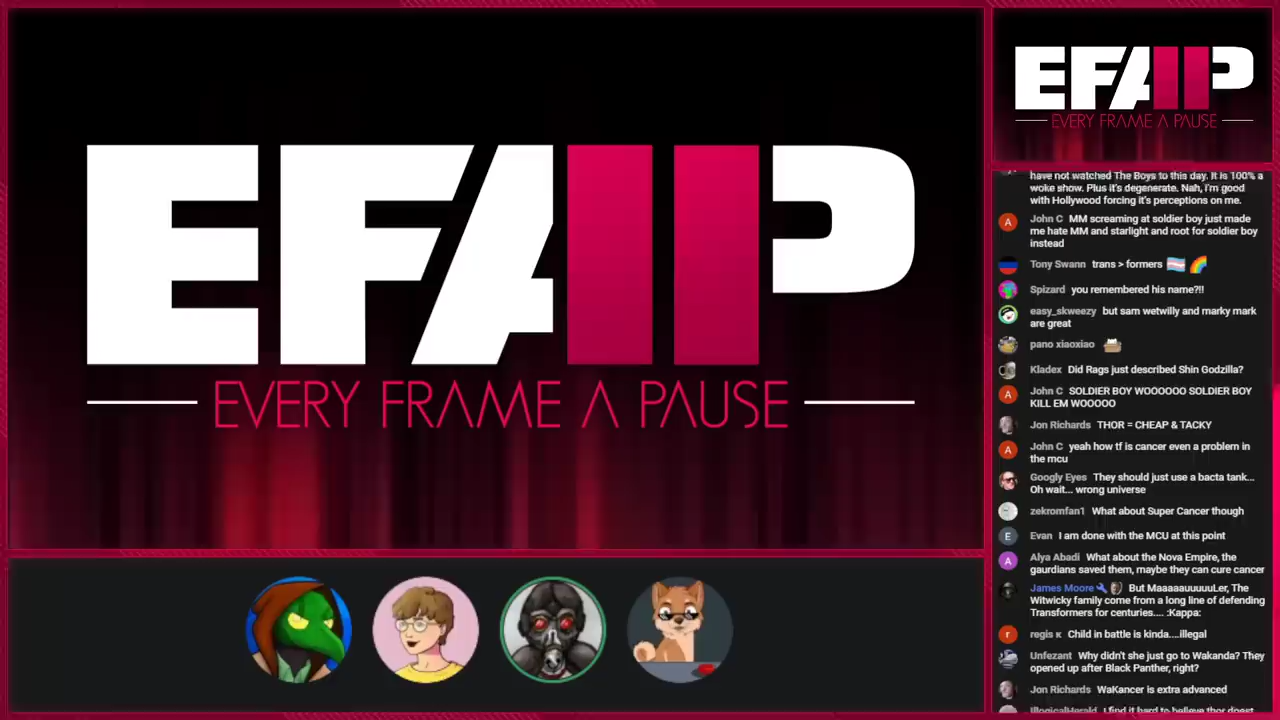 EFAP
EVERY FRAME A PAUSE
EFAP
EVERY FRAME A PAUSE
have not watched The Boys to this day. It is 100% a
woke show. Plus it's degenerate. Nah, I'm good
with Hollywood forcing it's perceptions on me.
A John C MM screaming at soldier boy just made
me hate MM and starlight and root for soldier boy
instead
Tony Swann trans > formers
Spizard you remembered his name?!!
easy_skweezy but sam wetwilly and marky mark
are great
pano xiaoxiao
Kladex Did Rags just described Shin Godzilla?
A John C SOLDIER BOY WOOOOOO SOLDIER BOY
KILL EM WOOOOO
Jon Richards THOR = CHEAP & TACKY
A John C yeah how tf is cancer even a problem in
the mcu
Googly Eyes They should just use a bacta tank...
Oh wait... wrong universe
zekromfan1 What about Super Cancer though
E Evan I am done with the MCU at this point
A Alya Abadi What about the Nova Empire, the
gaurdians saved them, maybe they can cure cancer
James Moore But MaaaaauuuuuLer, The
Witwicky family come from a long line of defending
Transformers for centuries.... :Kappa:
r regis κ Child in battle is kinda....illegal
Unfezant Why didn't she just go to Wakanda? They
opened up after Black Panther, right?
Jon Richards WaKancer is extra advanced
IllogicalHerald I find it hard to believe thor doest